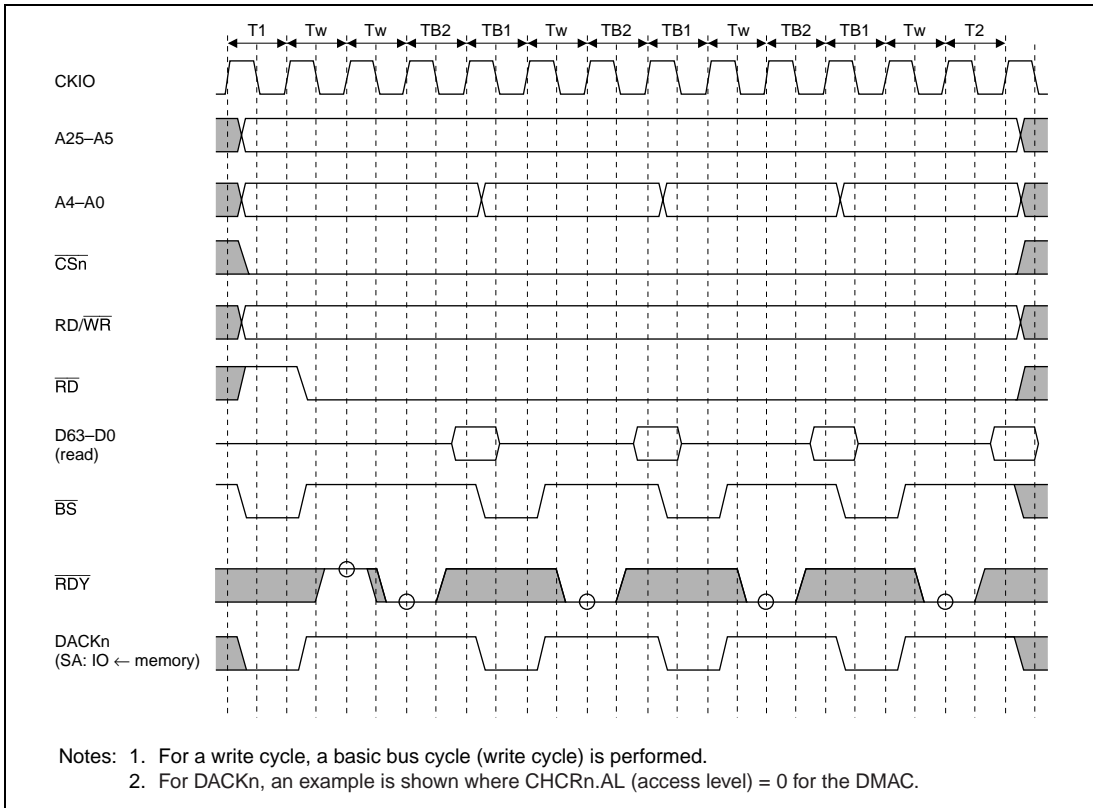 T1 Tw Tw TB2 TB1 Tw TB2 TB1 Tw TB2 TB1 Tw T2
CKIO
A25–A5
A4–A0
CSn
RD/WR
RD
D63–D0
(read)
BS
RDY
DACKn
(SA: IO ← memory)
Notes: 1. For a write cycle, a basic bus cycle (write cycle) is performed.
2. For DACKn, an example is shown where CHCRn.AL (access level) = 0 for the DMAC.